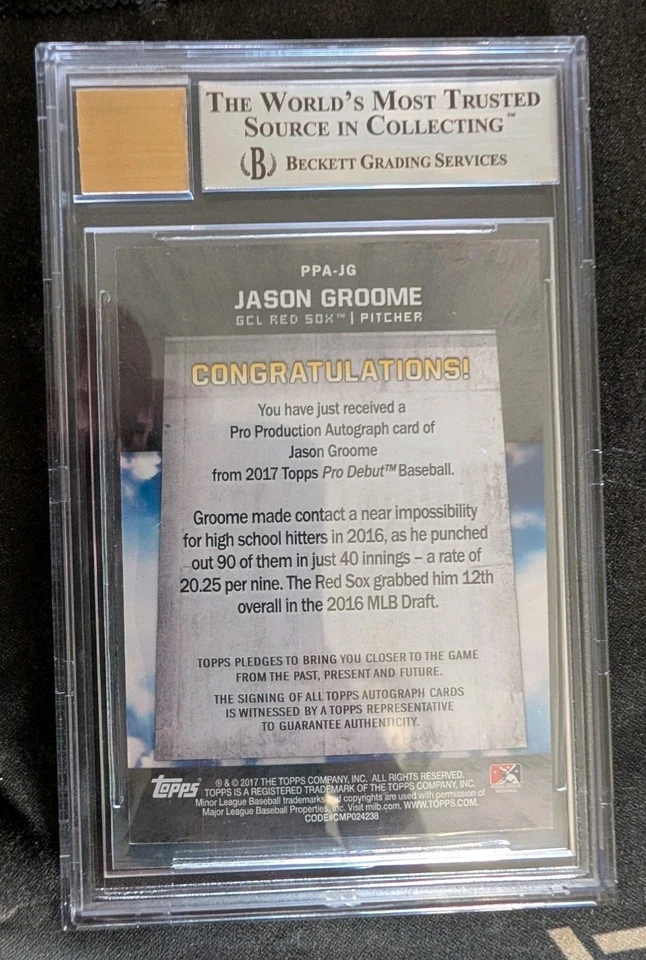 THE WORLD'S MOST TRUSTED
SOURCE IN COLLECTING™
B BECKETT GRADING SERVICES
PPA-JG
JASON GROOME
GCL RED SOX™ | PITCHER
CONGRATULATIONS!
You have just received a
Pro Production Autograph card of
Jason Groome
from 2017 Topps Pro Debut™ Baseball.
Groome made contact a near impossibility
for high school hitters in 2016, as he punched
out 90 of them in just 40 innings – a rate of
20.25 per nine. The Red Sox grabbed him 12th
overall in the 2016 MLB Draft.
TOPPS PLEDGES TO BRING YOU CLOSER TO THE GAME
FROM THE PAST, PRESENT AND FUTURE.
THE SIGNING OF ALL TOPPS AUTOGRAPH CARDS
IS WITNESSED BY A TOPPS REPRESENTATIVE
TO GUARANTEE AUTHENTICITY.
topps
® & © 2017 THE TOPPS COMPANY, INC. ALL RIGHTS RESERVED.
TOPPS IS A REGISTERED TRADEMARK OF THE TOPPS COMPANY, INC.
Minor League Baseball trademarks and copyrights are used with permission of
Major League Baseball Properties, Inc. Visit milb.com. WWW.TOPPS.COM.
CODE#CMP024238